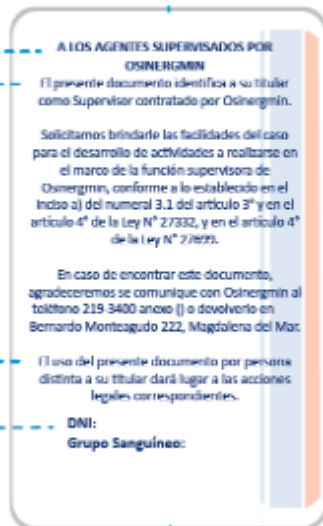 A LOS AGENTES SUPERVISADOS POR
OSINERGMIN
El presente documento identifica a su titular
como Supervisor contratado por Osinergmin.
Solicitamos brindarle las facilidades del caso
para el desarrollo de actividades a realizarse en
el marco de la función supervisora de
Osinergmin, conforme a lo establecido en el
Inciso a) del numeral 3.1 del artículo 3° y en el
artículo 4° de la Ley N° 27332, y en el artículo 4°
de la Ley N° 27699.
En caso de encontrar este documento,
agradeceremos se comunique con Osinergmin al
teléfono 219-3400 anexo () o devolverlo en
Bernardo Monteagudo 222, Magdalena del Mar.
El uso del presente documento por persona
distinta a su titular dará lugar a las acciones
legales correspondientes.
DNI:
Grupo Sanguíneo: